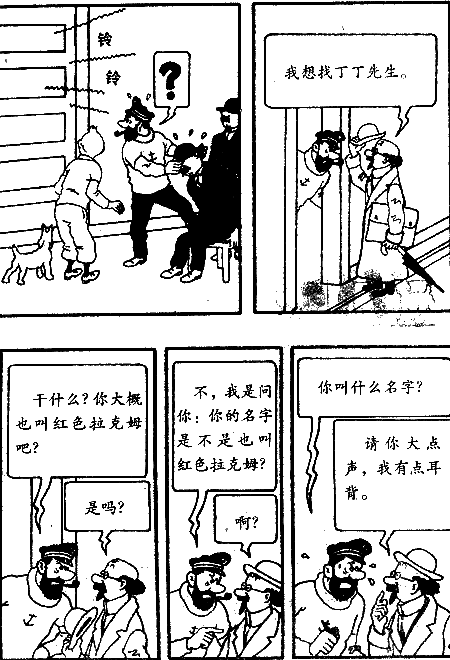 铃
铃
?
我想找丁丁先生。
干什么?你大概
也叫红色拉克姆
吧?
是吗?
不,我是问
你:你的名字
是不是也叫
红色拉克姆?
啊?
你叫什么名字?
请你大点
声,我有点耳
背。